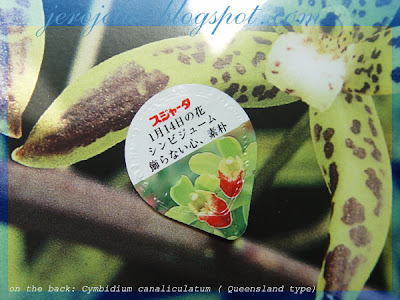 jerojam.blogspot.com
スジャータ
1月14日の花
シンビジューム
飾らない心、素朴
on the back: Cymbidium canaliculatum ( Queensland type)